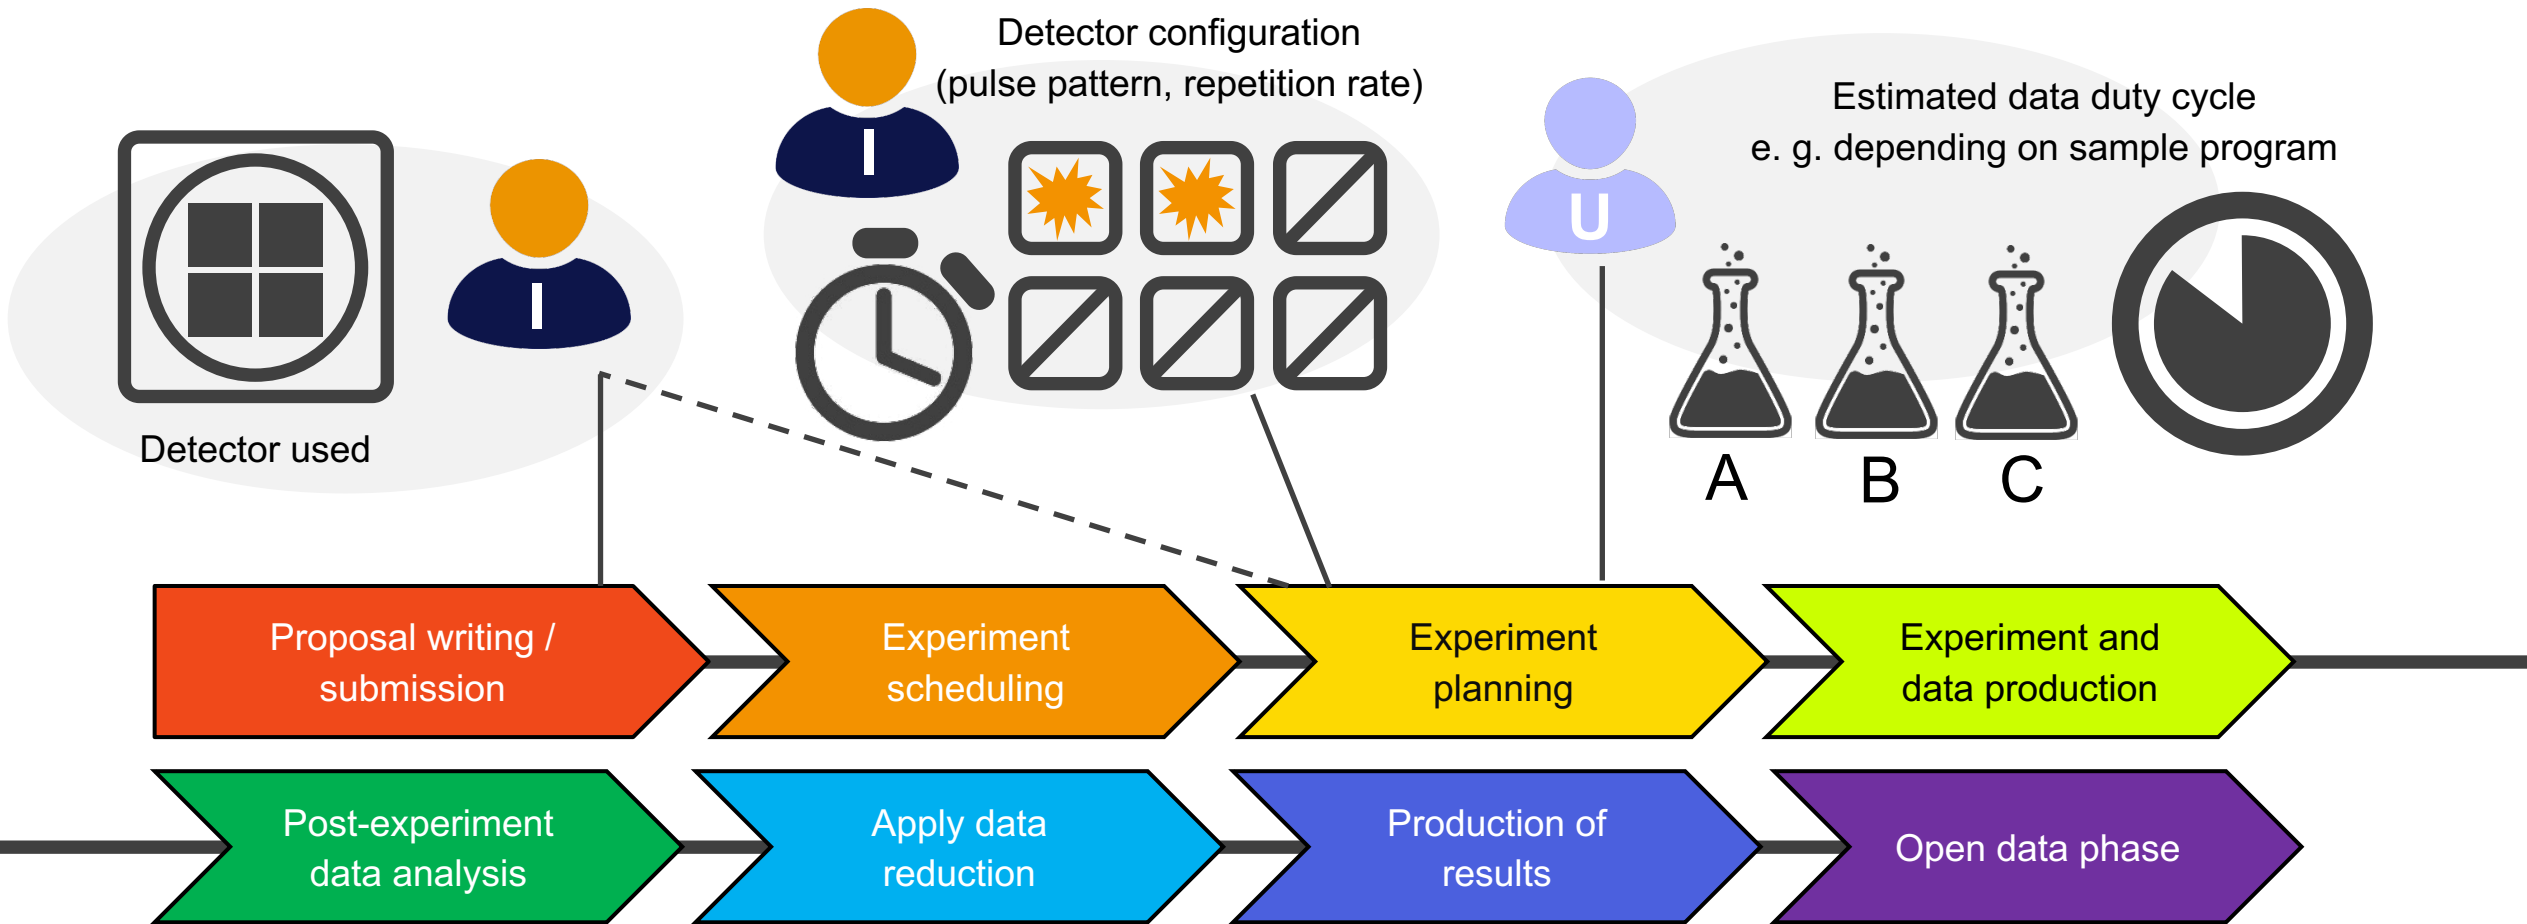 Detector configuration
(pulse pattern, repetition rate)
Estimated data duty cycle
e. g. depending on sample program
I
I
U
Detector used
A
B
C
Proposal writing /
submission
Experiment
scheduling
Experiment
planning
Experiment and
data production
Post-experiment
data analysis
Apply data
reduction
Production of
results
Open data phase